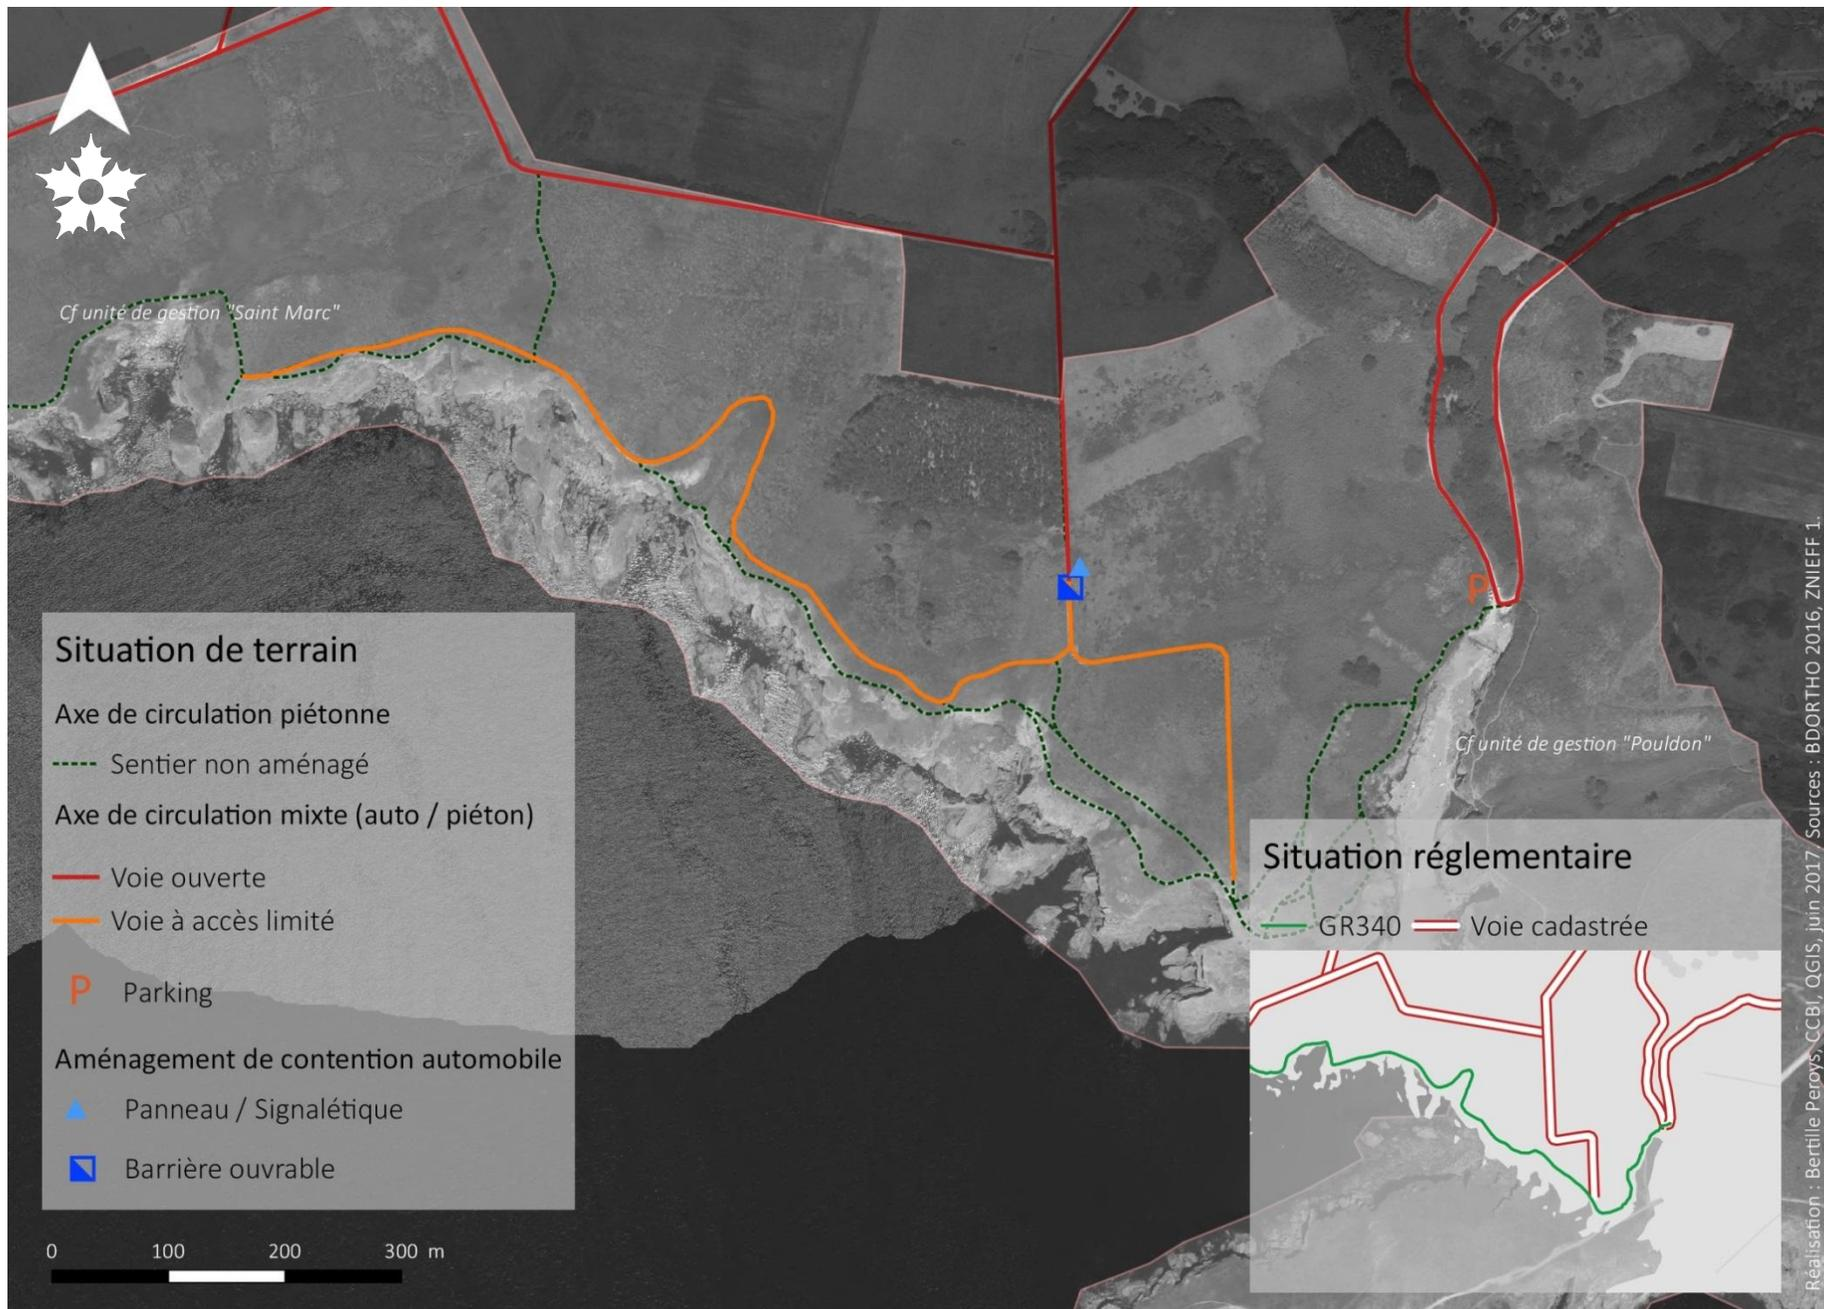 Cf unité de gestion "Saint Marc"
P
Cf unité de gestion "Pouldon"
Situation de terrain
Axe de circulation piétonne
Sentier non aménagé
Axe de circulation mixte (auto / piéton)
Voie ouverte
Voie à accès limité
P Parking
Aménagement de contention automobile
Panneau / Signalétique
Barrière ouvrable
0 100 200 300 m
Situation réglementaire
GR340 Voie cadastrée
Réalisation : Bertille Peroys, CCBI, QGIS, juin 2017. Sources : BDORTHO 2016, ZNIEFF 1.